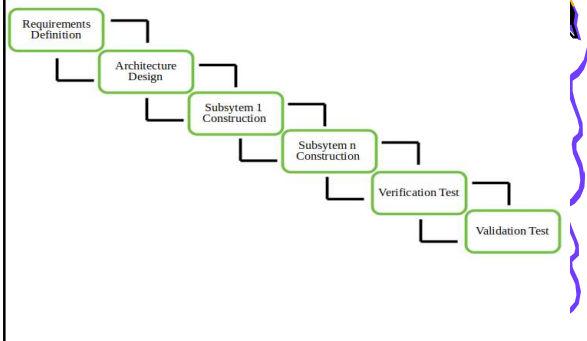 Requirements
Definition
Architecture
Design
Subsytem 1
Construction
Subsytem n
Construction
Verification Test
Validation Test